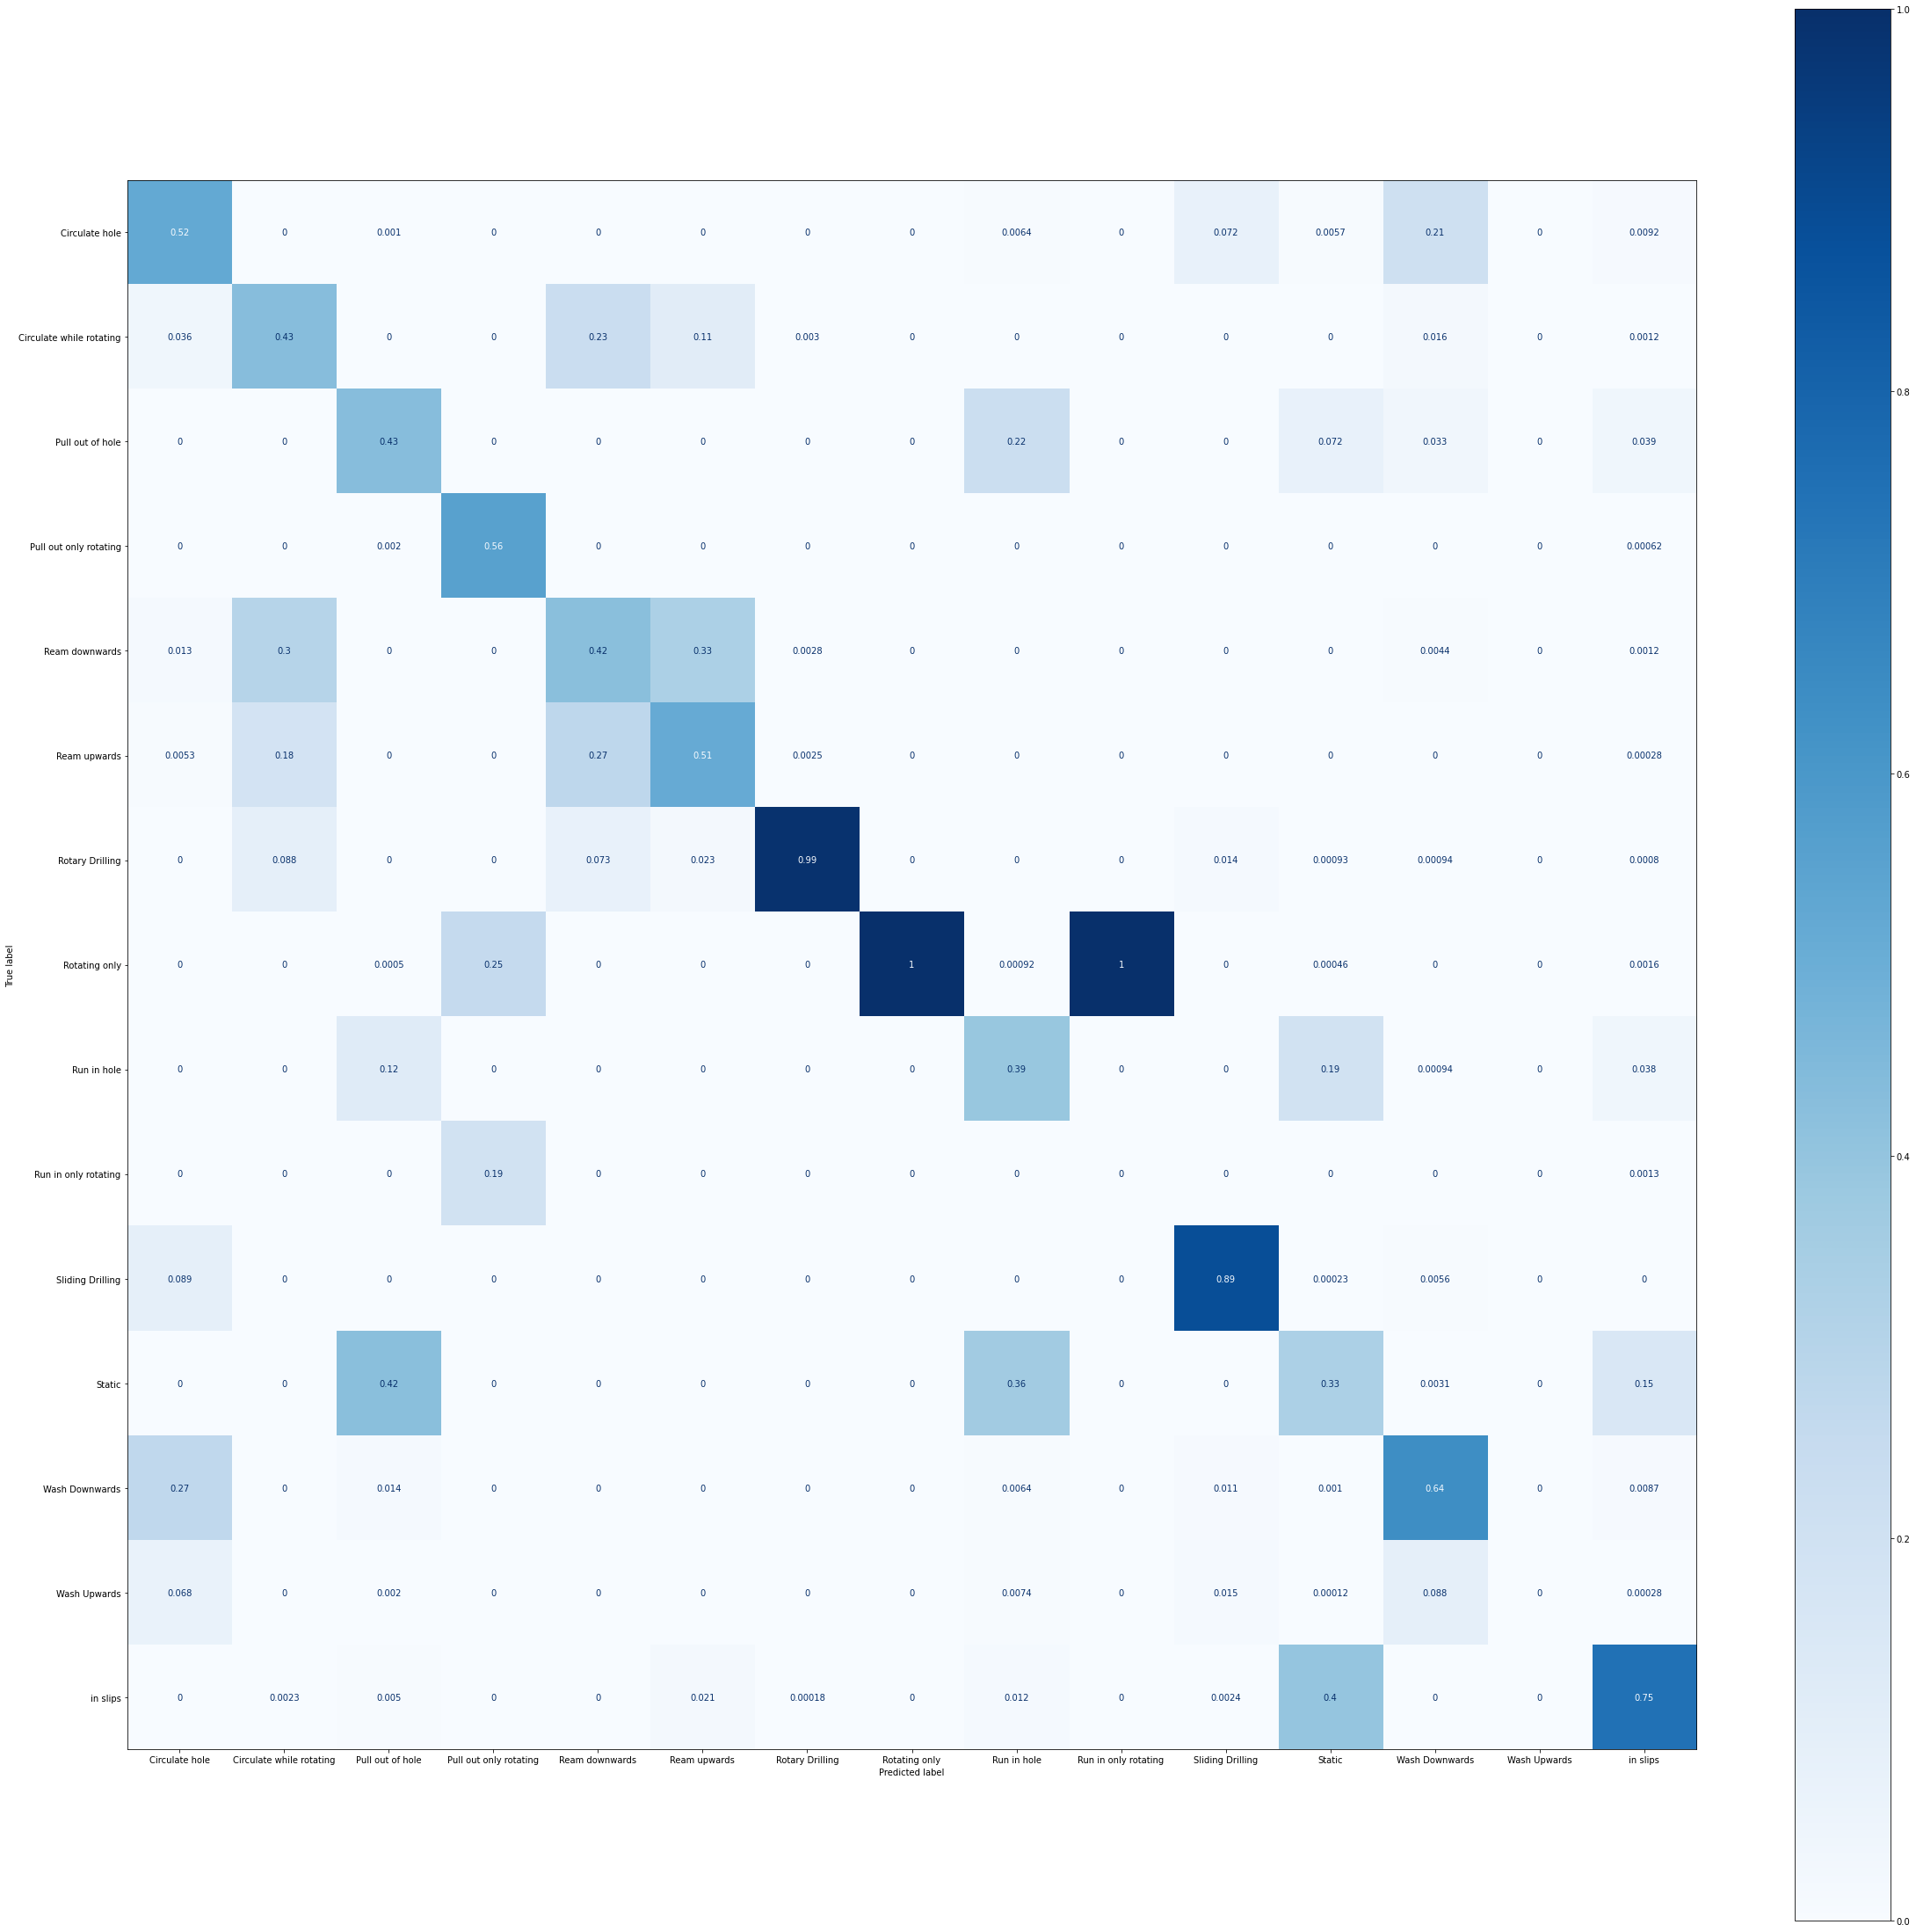 1.0
Circulate hole 0.52 0 0.001 0 0 0 0 0 0.0064 0 0.072 0.0057 0.21 0 0.0092
Circulate while rotating 0.036 0.43 0 0 0.23 0.11 0.003 0 0 0 0 0 0.016 0 0.0012
0.8
Pull out of hole 0 0 0.43 0 0 0 0 0 0.22 0 0 0.072 0.033 0 0.039
Pull out only rotating 0 0 0.002 0.56 0 0 0 0 0 0 0 0 0 0 0.00062
Ream downwards 0.013 0.3 0 0 0.42 0.33 0.0028 0 0 0 0 0 0.0044 0 0.0012
Ream upwards 0.0053 0.18 0 0 0.27 0.51 0.0025 0 0 0 0 0 0 0 0.00028
0.6
Rotary Drilling 0 0.088 0 0 0.073 0.023 0.99 0 0 0 0.014 0.00093 0.00094 0 0.0008
True label
Rotating only 0 0 0.0005 0.25 0 0 0 1 0.00092 1 0 0.00046 0 0 0.0016
Run in hole 0 0 0.12 0 0 0 0 0 0.39 0 0 0.19 0.00094 0 0.038
0.4
Run in only rotating 0 0 0 0.19 0 0 0 0 0 0 0 0 0 0 0.0013
Sliding Drilling 0.089 0 0 0 0 0 0 0 0 0 0.89 0.00023 0.0056 0 0
Static 0 0 0.42 0 0 0 0 0 0.36 0 0 0.33 0.0031 0 0.15
Wash Downwards 0.27 0 0.014 0 0 0 0 0 0.0064 0 0.011 0.001 0.64 0 0.0087
0.2
Wash Upwards 0.068 0 0.002 0 0 0 0 0 0.0074 0 0.015 0.00012 0.088 0 0.00028
in slips 0 0.0023 0.005 0 0 0.021 0.00018 0 0.012 0 0.0024 0.4 0 0 0.75
Circulate hole Circulate while rotating Pull out of hole Pull out only rotating Ream downwards Ream upwards Rotary Drilling Rotating only Run in hole Run in only rotating Sliding Drilling Static Wash Downwards Wash Upwards in slips
Predicted label
0.0